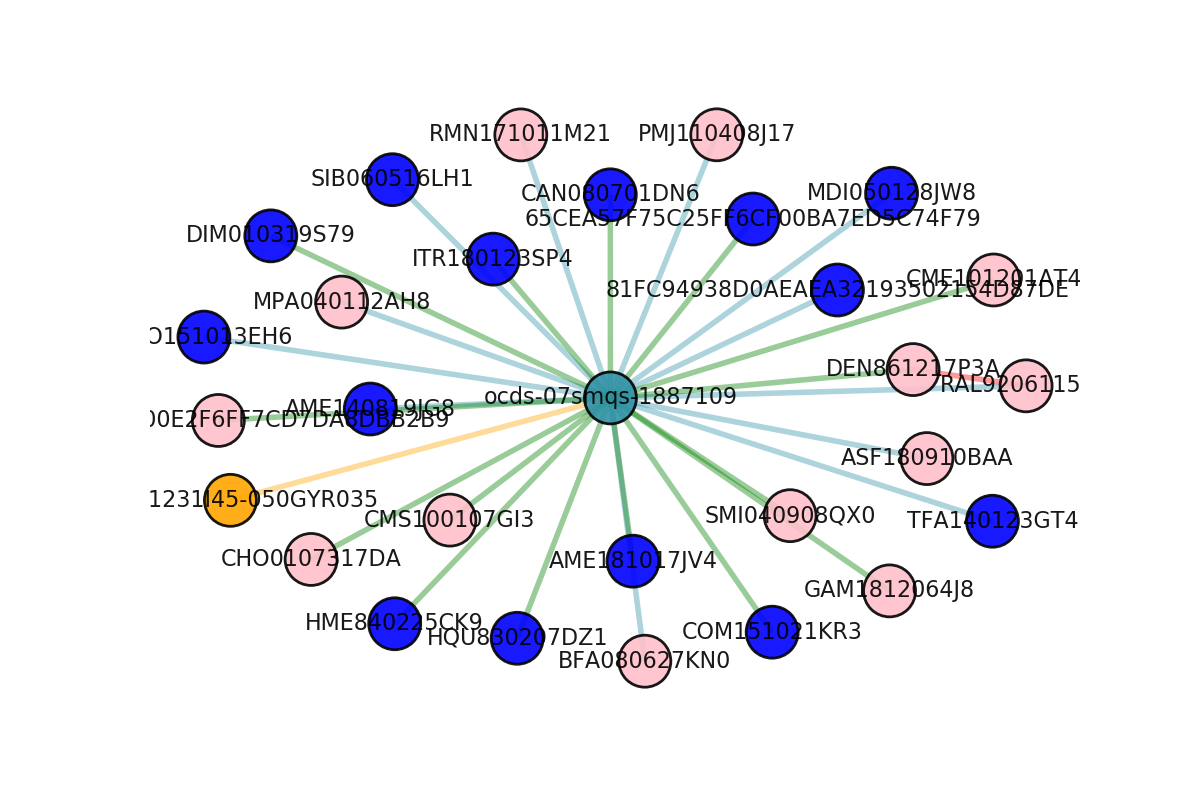 RMN171011M21
PMJ110408J17
SIB060516LH1
CAN080701DN6
MDI050128JW8
65CEA57F75C25FF6CF00BA7ED5C74F79
DIM010319S79
ITR180123SP4
CME101201AT4
81FC94938D0AEAEA32193502154D87DE
MPA040112AH8
O151013EH6
DEN861217P3A
RAL9206115
ocds-07smqs-1887109
AME140819JG8
00E2F6FF7CD7DA8DBB2B9
ASF180910BAA
1231I45-050GYR035
CMS100107GI3
SMI040908QX0
TFA140123GT4
CHO0107317DA
AME181017JV4
GAM1812064J8
HME840225CK9
HQU830207DZ1
COM151021KR3
BFA080627KN0